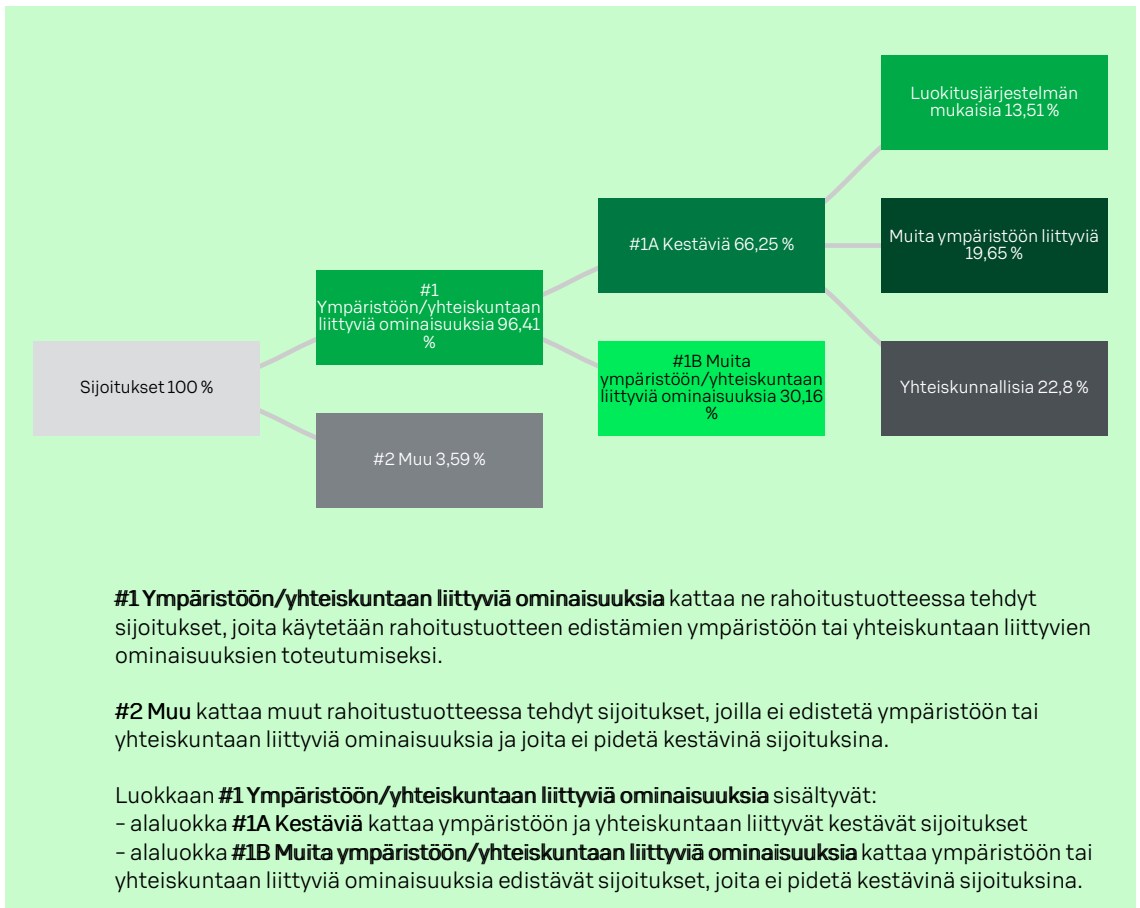 Luokitusjärjestelmän
mukaisia 13,51 %
#1A Kestäviä 66,25 %
Muita ympäristöön liittyviä
19,65 %
#1
Ympäristöön/yhteiskuntaan
liittyviä ominaisuuksia 96,41
%
Sijoitukset 100 %
#1B Muita
ympäristöön/yhteiskuntaan
liittyviä ominaisuuksia 30,16
%
Yhteiskunnallisia 22,8 %
#2 Muu 3,59 %
#1 Ympäristöön/yhteiskuntaan liittyviä ominaisuuksia kattaa ne rahoitustuotteessa tehdyt
sijoitukset, joita käytetään rahoitustuotteen edistämien ympäristöön tai yhteiskuntaan liittyvien
ominaisuuksien toteutumiseksi.
#2 Muu kattaa muut rahoitustuotteessa tehdyt sijoitukset, joilla ei edistetä ympäristöön tai
yhteiskuntaan liittyviä ominaisuuksia ja joita ei pidetä kestävinä sijoituksina.
Luokkaan #1 Ympäristöön/yhteiskuntaan liittyviä ominaisuuksia sisältyvät:
– alaluokka #1A Kestäviä kattaa ympäristöön ja yhteiskuntaan liittyvät kestävät sijoitukset
– alaluokka #1B Muita ympäristöön/yhteiskuntaan liittyviä ominaisuuksia kattaa ympäristöön tai
yhteiskuntaan liittyviä ominaisuuksia edistävät sijoitukset, joita ei pidetä kestävinä sijoituksina.